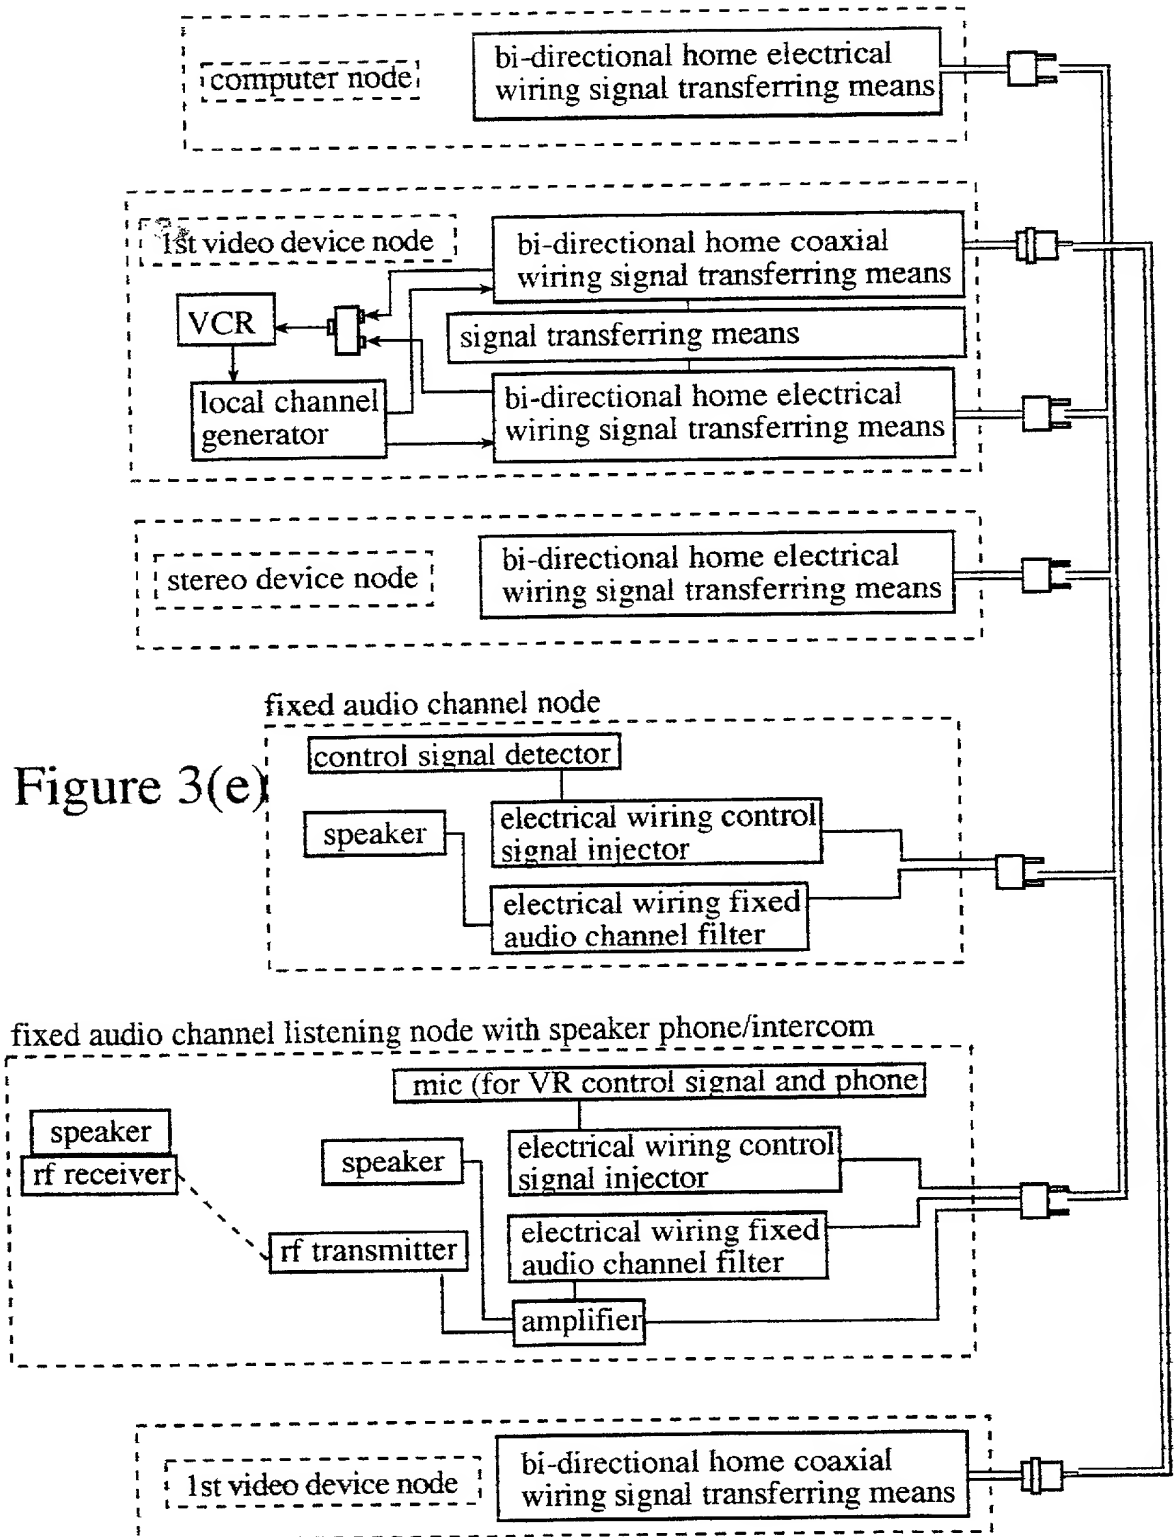 computer node
bi-directional home electrical
wiring signal transferring means
1st video device node
bi-directional home coaxial
wiring signal transferring means
VCR
signal transferring means
local channel
generator
bi-directional home electrical
wiring signal transferring means
stereo device node
bi-directional home electrical
wiring signal transferring means
fixed audio channel node
control signal detector
Figure 3(e)
speaker
electrical wiring control
signal injector
electrical wiring fixed
audio channel filter
fixed audio channel listening node with speaker phone/intercom
mic (for VR control signal and phone
speaker
rf receiver
speaker
electrical wiring control
signal injector
rf transmitter
electrical wiring fixed
audio channel filter
amplifier
1st video device node
bi-directional home coaxial
wiring signal transferring means